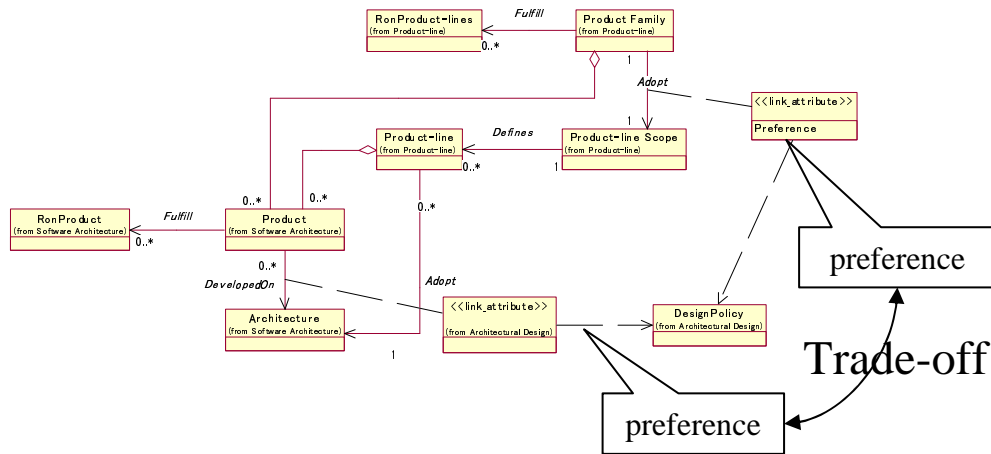 RonProduct-lines
(from Product-line)
Fulfill
0..*
Product Family
(from Product-line)
1
Adopt
<<link_attribute>>
Preference
1
Product-line
(from Product-line)
Defines
0..*
Product-line Scope
(from Product-line)
1
0..*
0..*
0..*
RonProduct
(from Software Architecture)
Fulfill
0..*
Product
(from Software Architecture)
preference
0..*
DevelopedOn
Adopt
Architecture
(from Software Architecture)
1
<<link_attribute>>
(from Architectural Design)
DesignPolicy
(from Architectural Design)
Trade-off
preference